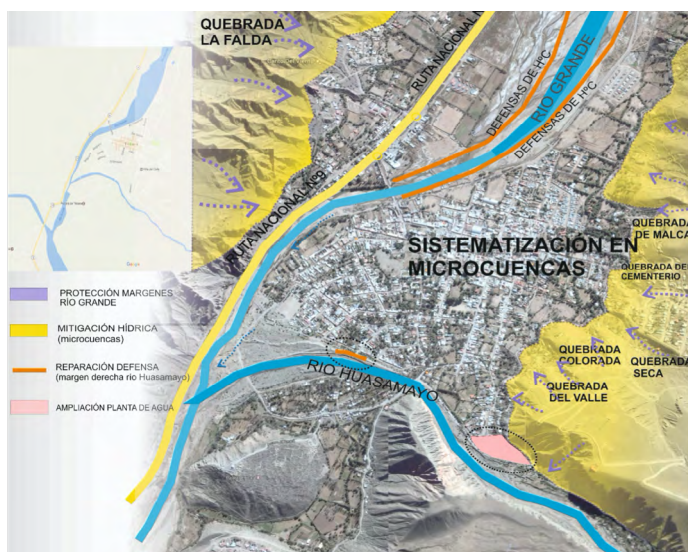 QUEBRADA
LA FALDA
RUTA NACIONAL N
DEFENSAS DE HºC
RIO GRANDE
DEFENSAS DE HºC
RUTA NACIONAL Nº9
SISTEMATIZACIÓN EN
MICROCUENCAS
QUEBRADA
DE MALCA
QUEBRADA DEL
CEMENTERIO
QUEBRADA
COLORADA
QUEBRADA
SECA
QUEBRADA
DEL VALLE
RIO HUASAMAYO
PROTECCIÓN MARGENES
RÍO GRANDE
MITIGACIÓN HÍDRICA
(microcuencas)
REPARACIÓN DEFENSA
(margen derecha rio Huasamayo)
AMPLIACIÓN PLANTA DE AGUA